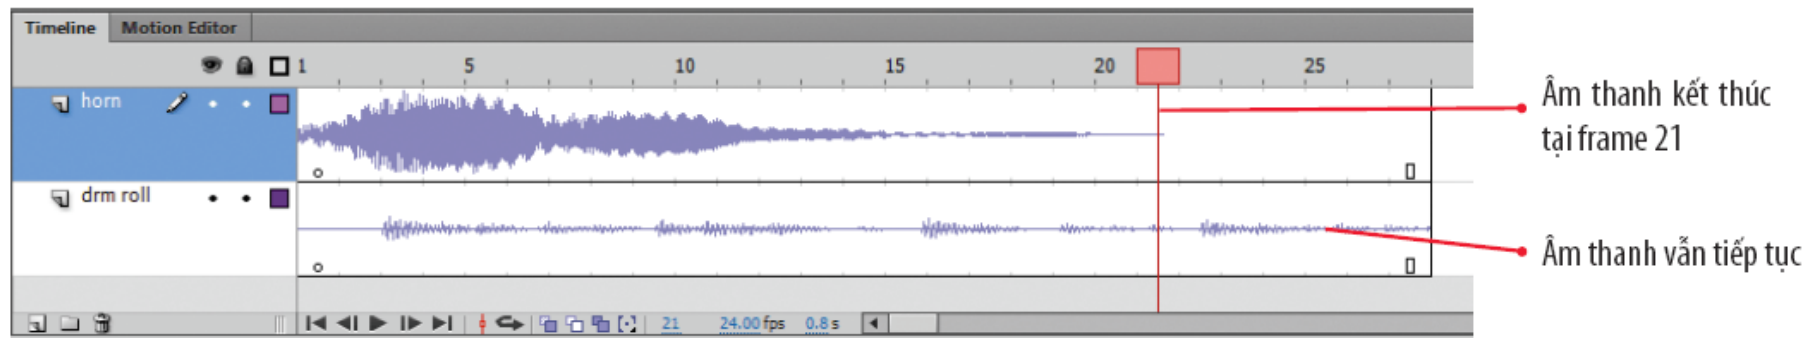 Timeline Motion Editor
1 5 10 15 20 25
horn
drm roll
21 24.00 fps 0.8 s
Âm thanh kết thúc
tại frame 21
Âm thanh vẫn tiếp tục